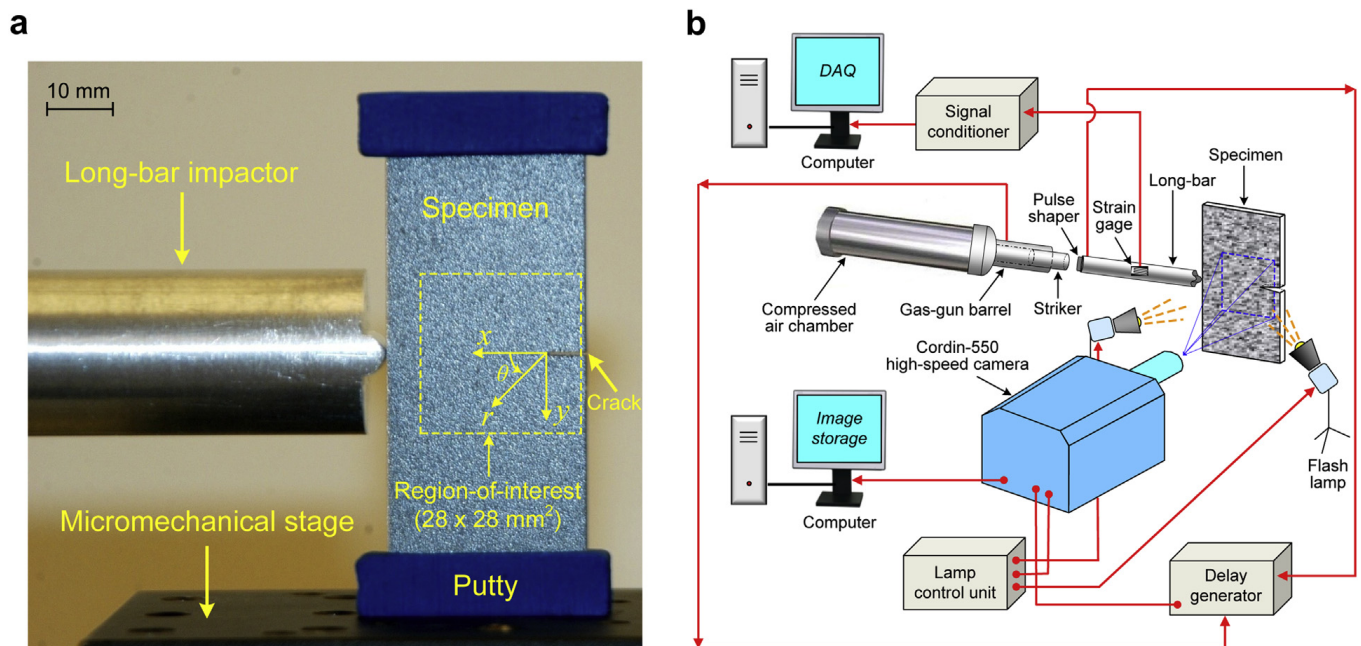 a
10 mm
Long-bar impactor
Specimen
x
θ
r
y
Crack
Region-of-interest
(28 x 28 mm²)
Micromechanical stage
Putty
b
DAQ
Computer
Signal
conditioner
Specimen
Long-bar
Strain
gage
Pulse
shaper
Compressed
air chamber
Gas-gun barrel
Striker
Cordin-550
high-speed camera
Image
storage
Computer
Flash
lamp
Lamp
control unit
Delay
generator